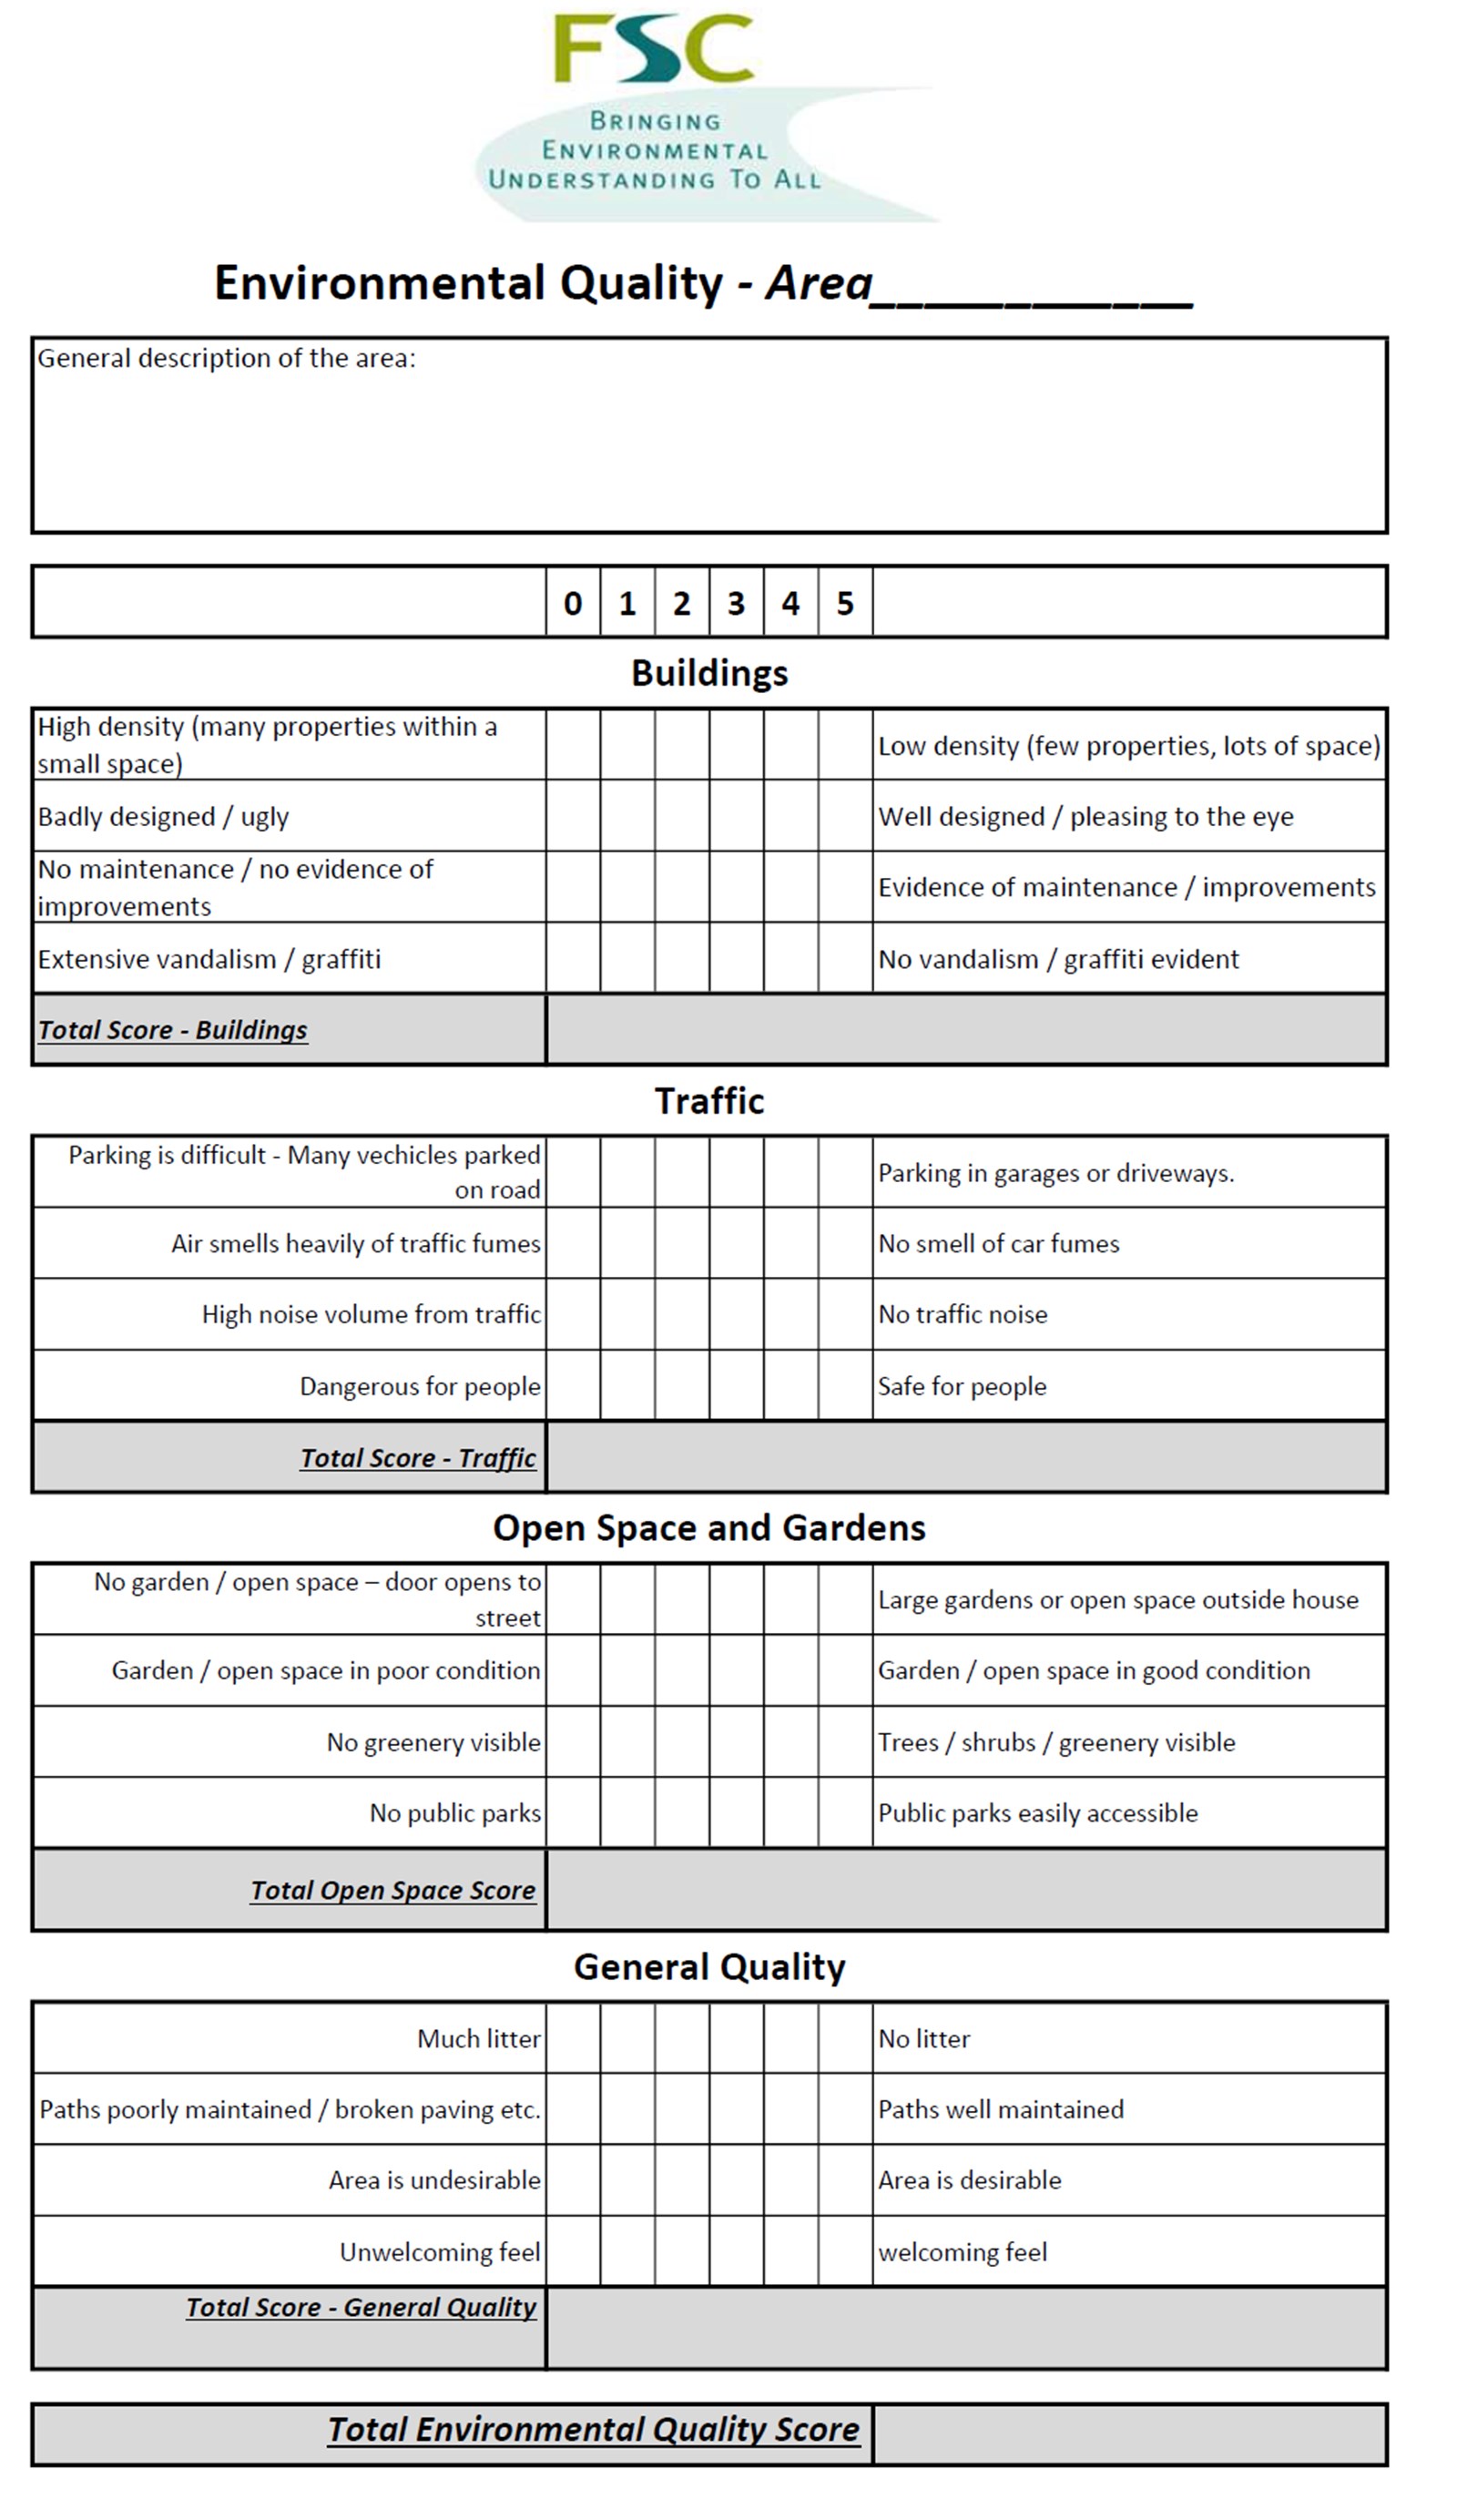 FSC
BRINGING
ENVIRONMENTAL
UNDERSTANDING TO ALL
Environmental Quality - Area____________
General description of the area:
0 1 2 3 4 5
Buildings
High density (many properties within a
small space)
Low density (few properties, lots of space)
Badly designed / ugly
Well designed / pleasing to the eye
No maintenance / no evidence of
improvements
Evidence of maintenance / improvements
Extensive vandalism / graffiti
No vandalism / graffiti evident
Total Score - Buildings
Traffic
Parking is difficult - Many vechicles parked
on road
Parking in garages or driveways.
Air smells heavily of traffic fumes
No smell of car fumes
High noise volume from traffic
No traffic noise
Dangerous for people
Safe for people
Total Score - Traffic
Open Space and Gardens
No garden / open space – door opens to
street
Large gardens or open space outside house
Garden / open space in poor condition
Garden / open space in good condition
No greenery visible
Trees / shrubs / greenery visible
No public parks
Public parks easily accessible
Total Open Space Score
General Quality
Much litter
No litter
Paths poorly maintained / broken paving etc.
Paths well maintained
Area is undesirable
Area is desirable
Unwelcoming feel
welcoming feel
Total Score - General Quality
Total Environmental Quality Score